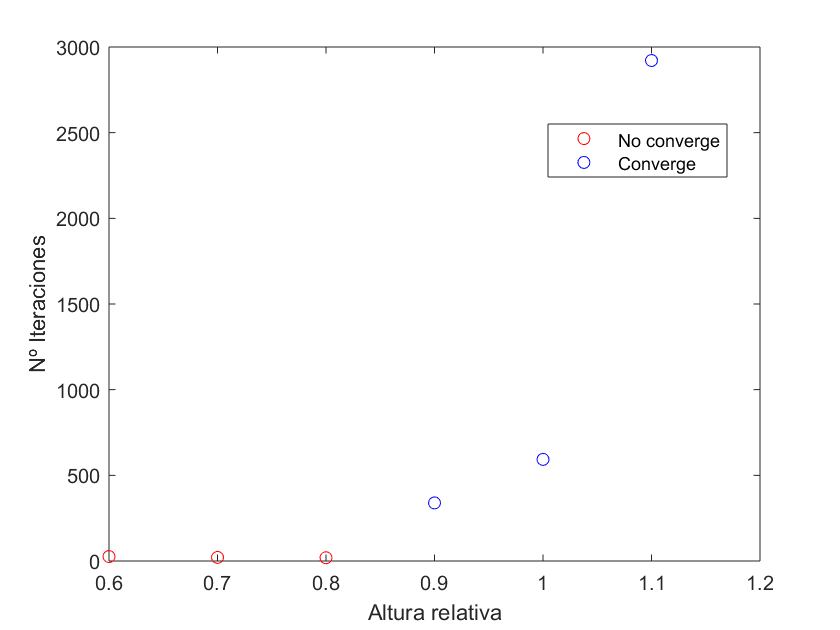 3000
2500
2000
1500
1000
500
0
Nº Iteraciones
No converge
Converge
0.6 0.7 0.8 0.9 1 1.1 1.2
Altura relativa